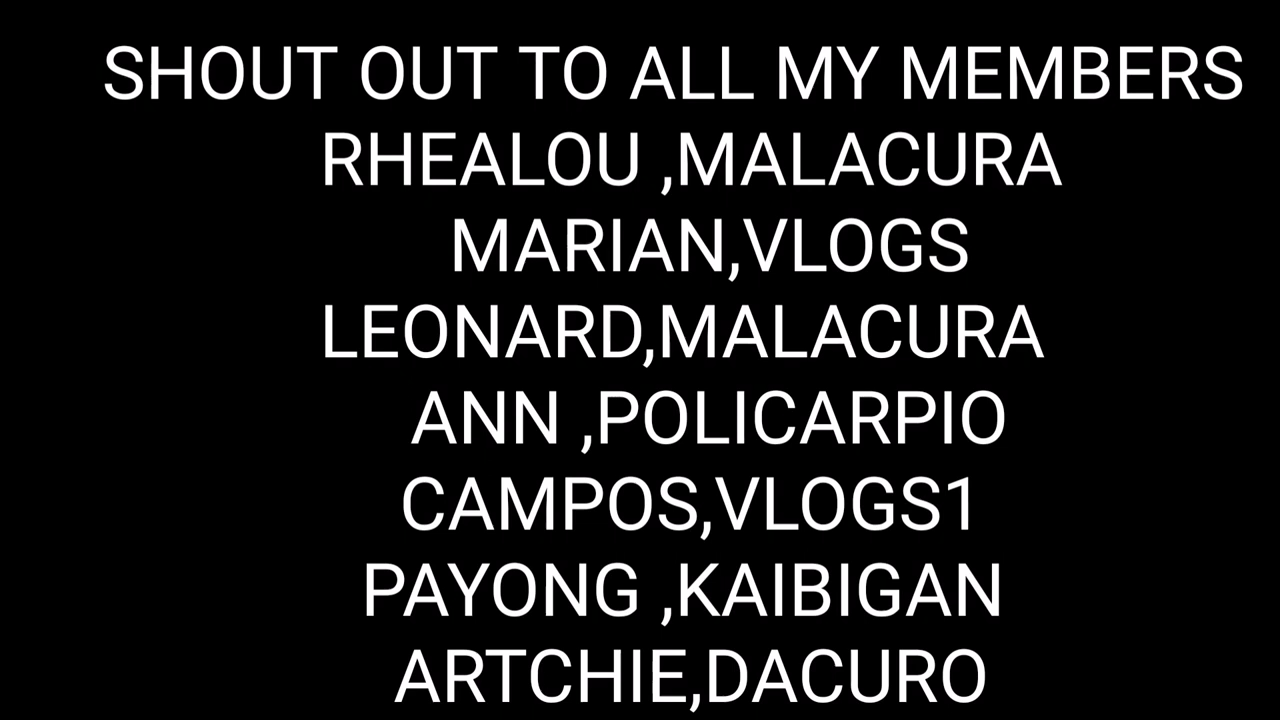 SHOUT OUT TO ALL MY MEMBERS
RHEALOU ,MALACURA
MARIAN,VLOGS
LEONARD,MALACURA
ANN ,POLICARPIO
CAMPOS,VLOGS1
PAYONG ,KAIBIGAN
ARTCHIE,DACURO